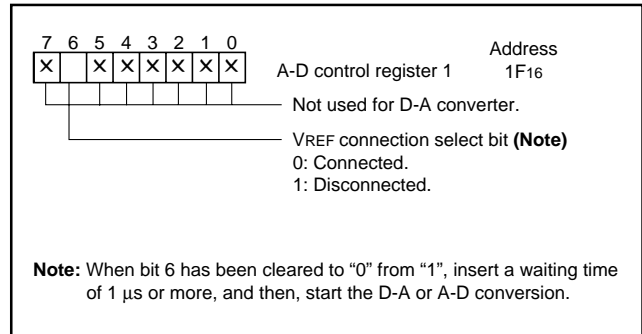 7 6 5 4 3 2 1 0
× × × × × × ×
A-D control register 1
Address
1F16
Not used for D-A converter.
VREF connection select bit (Note)
0: Connected.
1: Disconnected.
Note: When bit 6 has been cleared to “0” from “1”, insert a waiting time
of 1 µs or more, and then, start the D-A or A-D conversion.